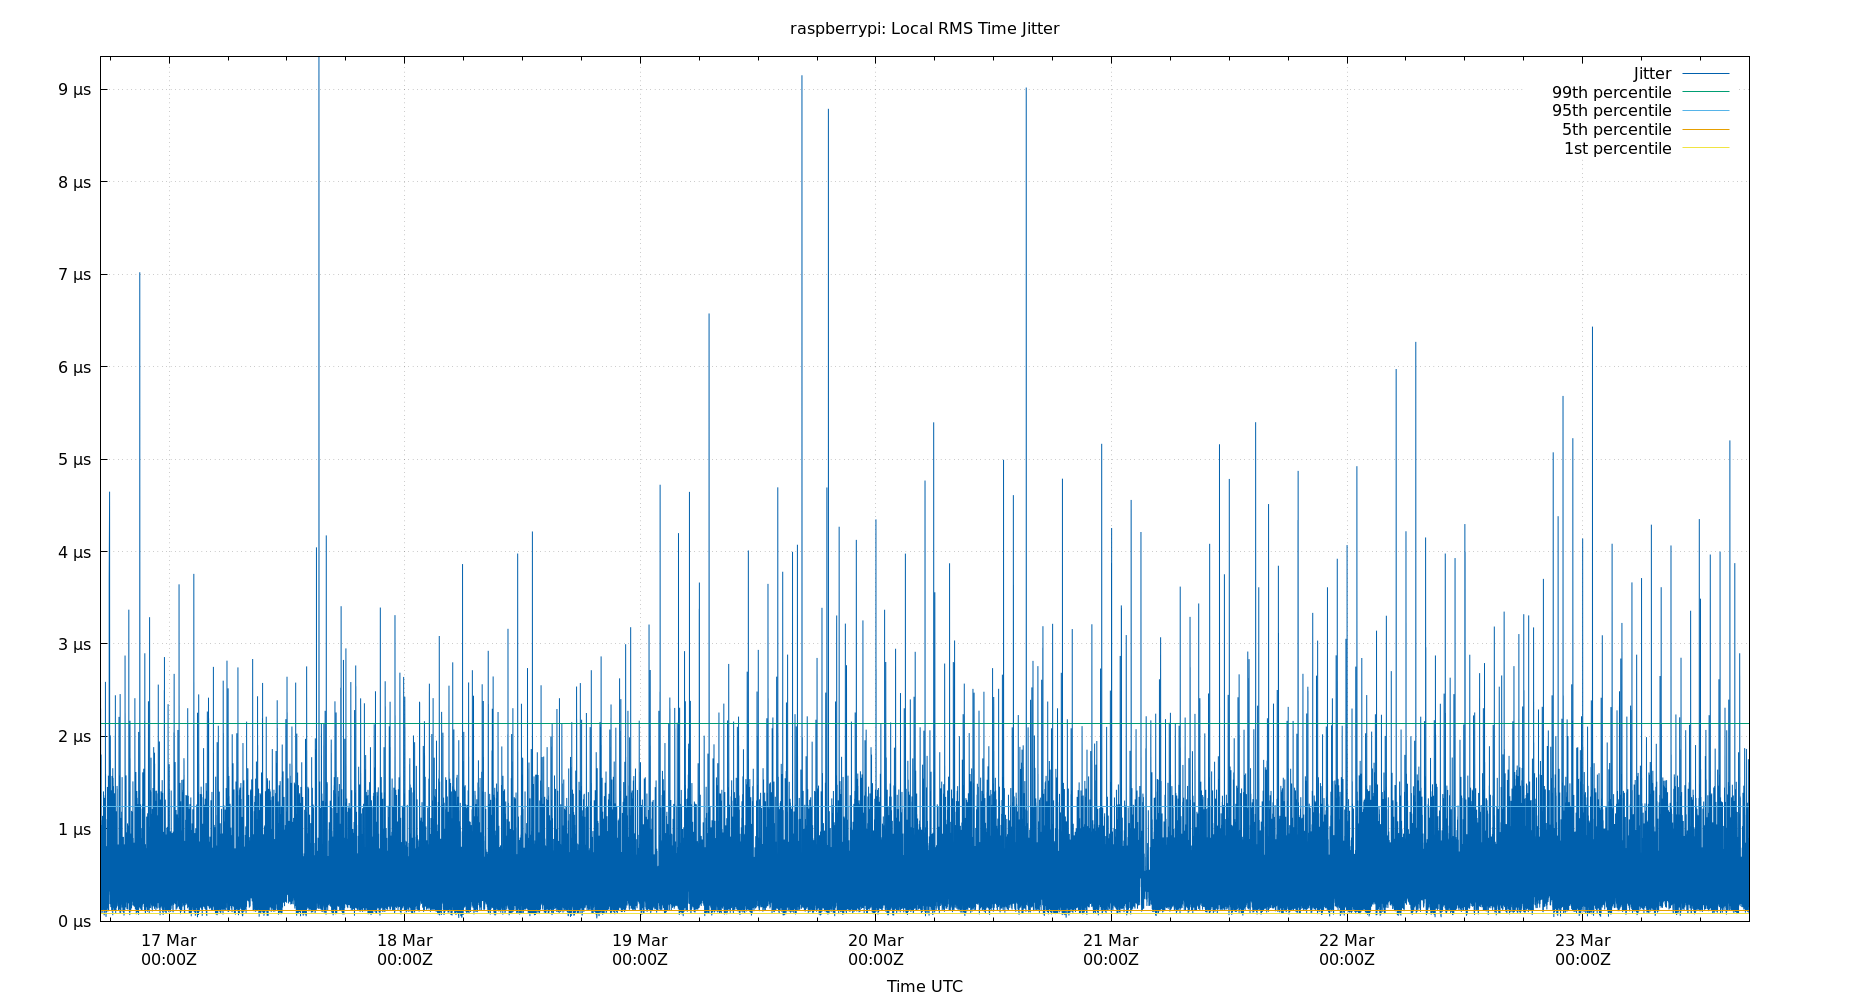 raspberrypi: Local RMS Time Jitter
Jitter
99th percentile
95th percentile
5th percentile
1st percentile
9 µs
8 µs
7 µs
6 µs
5 µs
4 µs
3 µs
2 µs
1 µs
0 µs
17 Mar 18 Mar 19 Mar 20 Mar 21 Mar 22 Mar 23 Mar
00:00Z 00:00Z 00:00Z 00:00Z 00:00Z 00:00Z 00:00Z
Time UTC